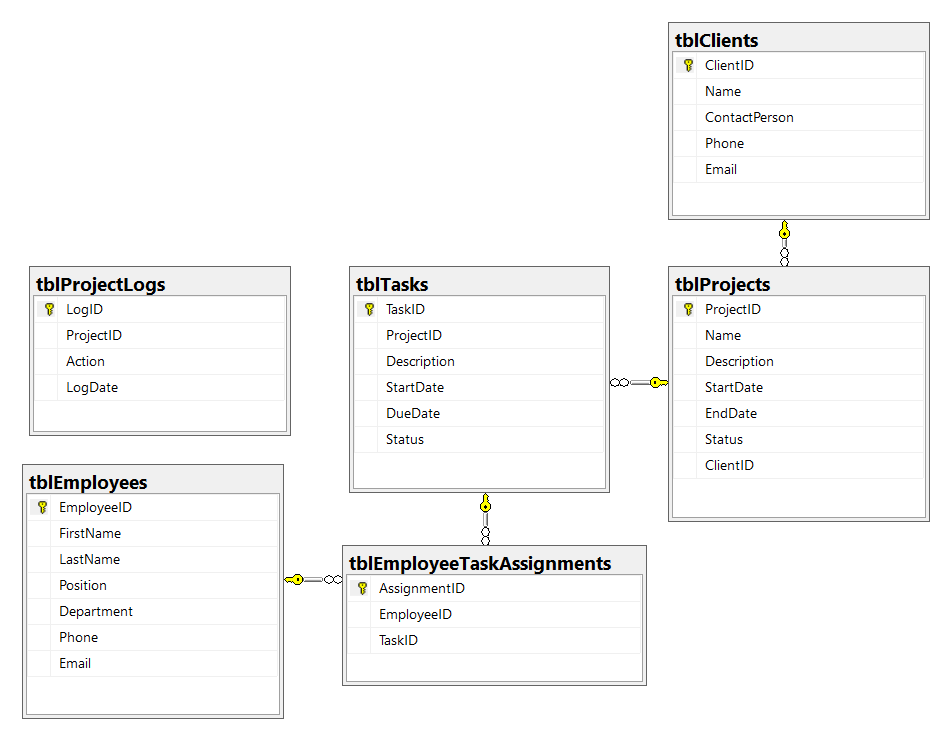 tblClients
ClientID
Name
ContactPerson
Phone
Email
tblProjectLogs
LogID
ProjectID
Action
LogDate
tblTasks
TaskID
ProjectID
Description
StartDate
DueDate
Status
tblProjects
ProjectID
Name
Description
StartDate
EndDate
Status
ClientID
tblEmployees
EmployeeID
FirstName
LastName
Position
Department
Phone
Email
tblEmployeeTaskAssignments
AssignmentID
EmployeeID
TaskID